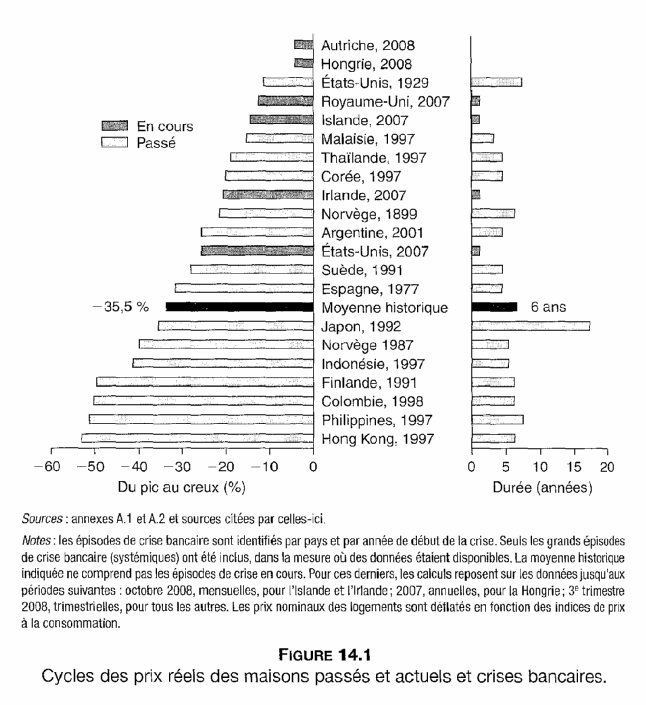 Autriche, 2008
Hongrie, 2008
États-Unis, 1929
Royaume-Uni, 2007
Islande, 2007
En cours
Malaisie, 1997
Passé
Thaïlande, 1997
Corée, 1997
Irlande, 2007
Norvège, 1899
Argentine, 2001
États-Unis, 2007
Suède, 1991
Espagne, 1977
−35,5 % Moyenne historique 6 ans
Japon, 1992
Norvège 1987
Indonésie, 1997
Finlande, 1991
Colombie, 1998
Philippines, 1997
Hong Kong, 1997
−60 −50 −40 −30 −20 −10 0 0 5 10 15 20
Du pic au creux (%) Durée (années)
Sources : annexes A.1 et A.2 et sources citées par celles-ci.
Notes : les épisodes de crise bancaire sont identifiés par pays et par année de début de la crise. Seuls les grands épisodes
de crise bancaire (systémiques) ont été inclus, dans la mesure où des données étaient disponibles. La moyenne historique
indiquée ne comprend pas les épisodes de crise en cours. Pour ces derniers, les calculs reposent sur les données jusqu'aux
périodes suivantes : octobre 2008, mensuelles, pour l'Islande et l'Irlande ; 2007, annuelles, pour la Hongrie ; 3e trimestre
2008, trimestrielles, pour tous les autres. Les prix nominaux des logements sont déflatés en fonction des indices de prix
à la consommation.
FIGURE 14.1
Cycles des prix réels des maisons passés et actuels et crises bancaires.